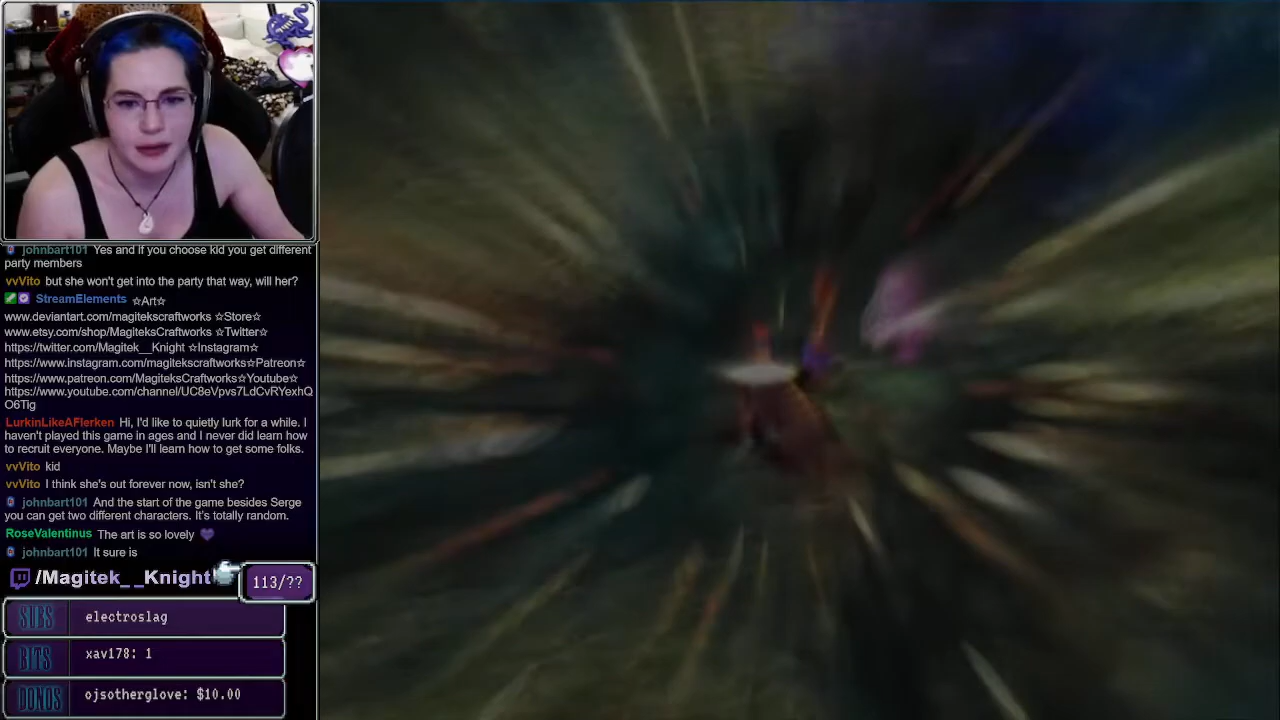 johnbart101 Yes and if you choose kid you get different
party members
vvVito but she won't get into the party that way, will her?
StreamElements ☆Art☆
www.deviantart.com/magitekscraftworks ☆Store☆
www.etsy.com/shop/MagiteksCraftworks ☆Twitter☆
https://twitter.com/Magitek__Knight ☆Instagram☆
https://www.instagram.com/magitekscraftworks☆Patreon☆
https://www.patreon.com/MagiteksCraftworks☆Youtube☆
https://www.youtube.com/channel/UC8eVpvs7LdCvRYexhQ
O6Tig
LurkinLikeAFlerken Hi, I'd like to quietly lurk for a while. I
haven't played this game in ages and I never did learn how
to recruit everyone. Maybe I'll learn how to get some folks.
vvVito kid
vvVito I think she's out forever now, isn't she?
johnbart101 And the start of the game besides Serge
you can get two different characters. It's totally random.
RoseValentinus The art is so lovely
johnbart101 It sure is
/Magitek__Knight
113/??
SUBS electroslag
BITS xav178: 1
DONOS ojsotherglove: $10.00